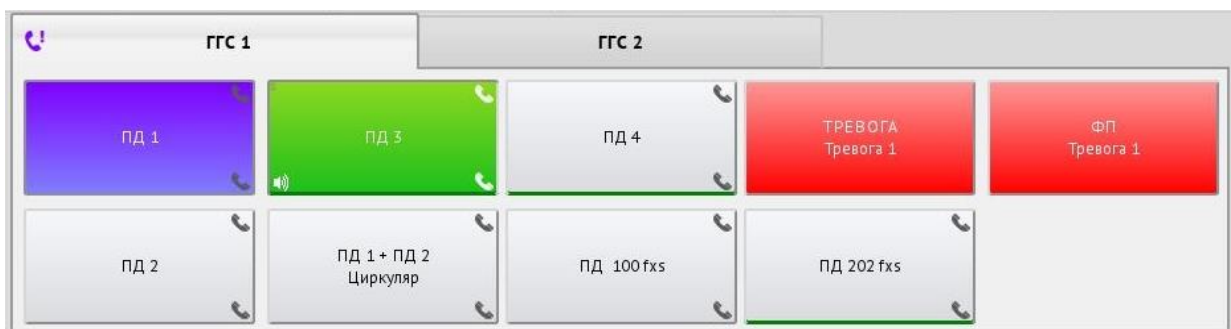 ГГС 1
ГГС 2
ПД 1
ПД 3
ПД 4
ТРЕВОГА
Тревога 1
ФП
Тревога 1
ПД 2
ПД 1 + ПД 2
Циркуляр
ПД 100 fxs
ПД 202 fxs